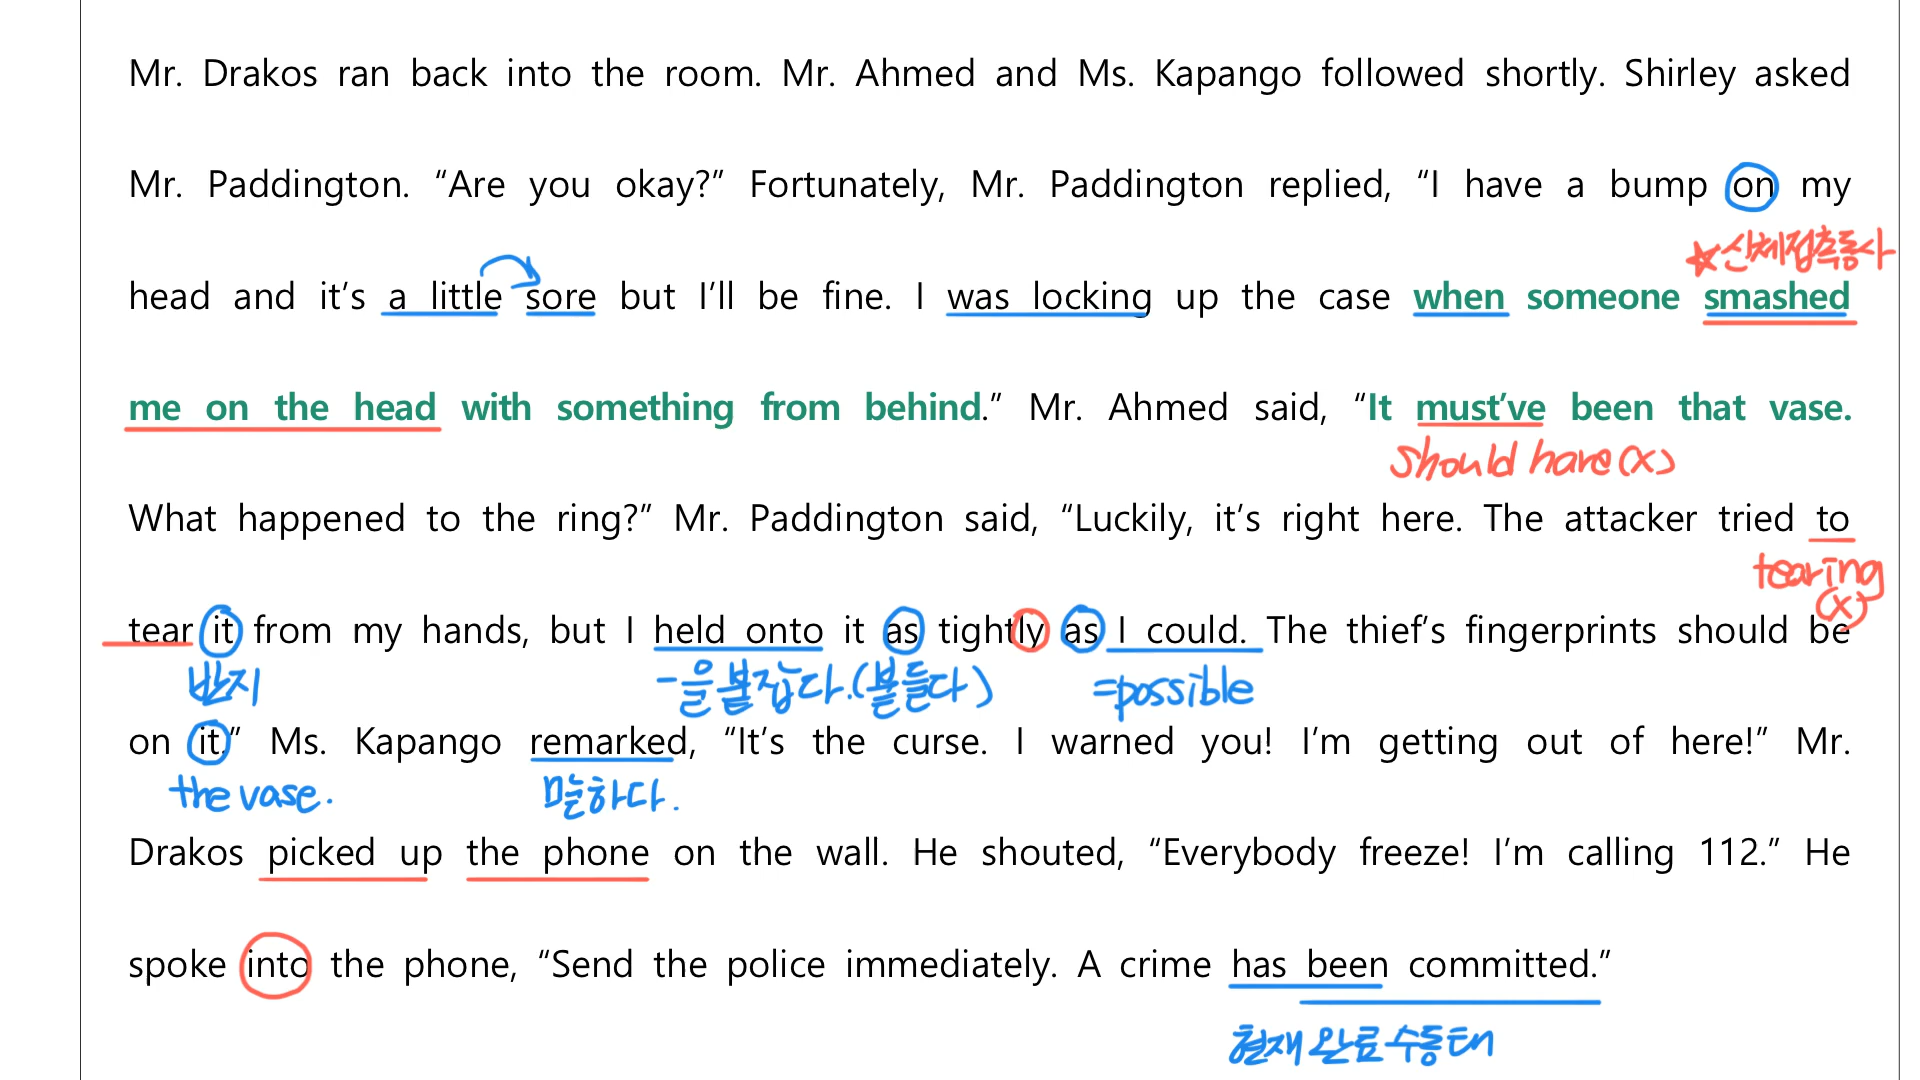 Mr. Drakos ran back into the room. Mr. Ahmed and Ms. Kapango followed shortly. Shirley asked
Mr. Paddington. “Are you okay?” Fortunately, Mr. Paddington replied, “I have a bump on my
☆신체접촉동사
head and it’s a little sore but I’ll be fine. I was locking up the case when someone smashed
me on the head with something from behind.” Mr. Ahmed said, “It must’ve been that vase.
should have(x)
What happened to the ring?” Mr. Paddington said, “Luckily, it’s right here. The attacker tried to
tearing
(x)
tear it from my hands, but I held onto it as tightly as I could. The thief’s fingerprints should be
반지 -을 붙잡다.(붙들다) =possible
on it.” Ms. Kapango remarked, “It’s the curse. I warned you! I’m getting out of here!” Mr.
the vase. 말하다.
Drakos picked up the phone on the wall. He shouted, “Everybody freeze! I’m calling 112.” He
spoke into the phone, “Send the police immediately. A crime has been committed.”
현재완료수동태